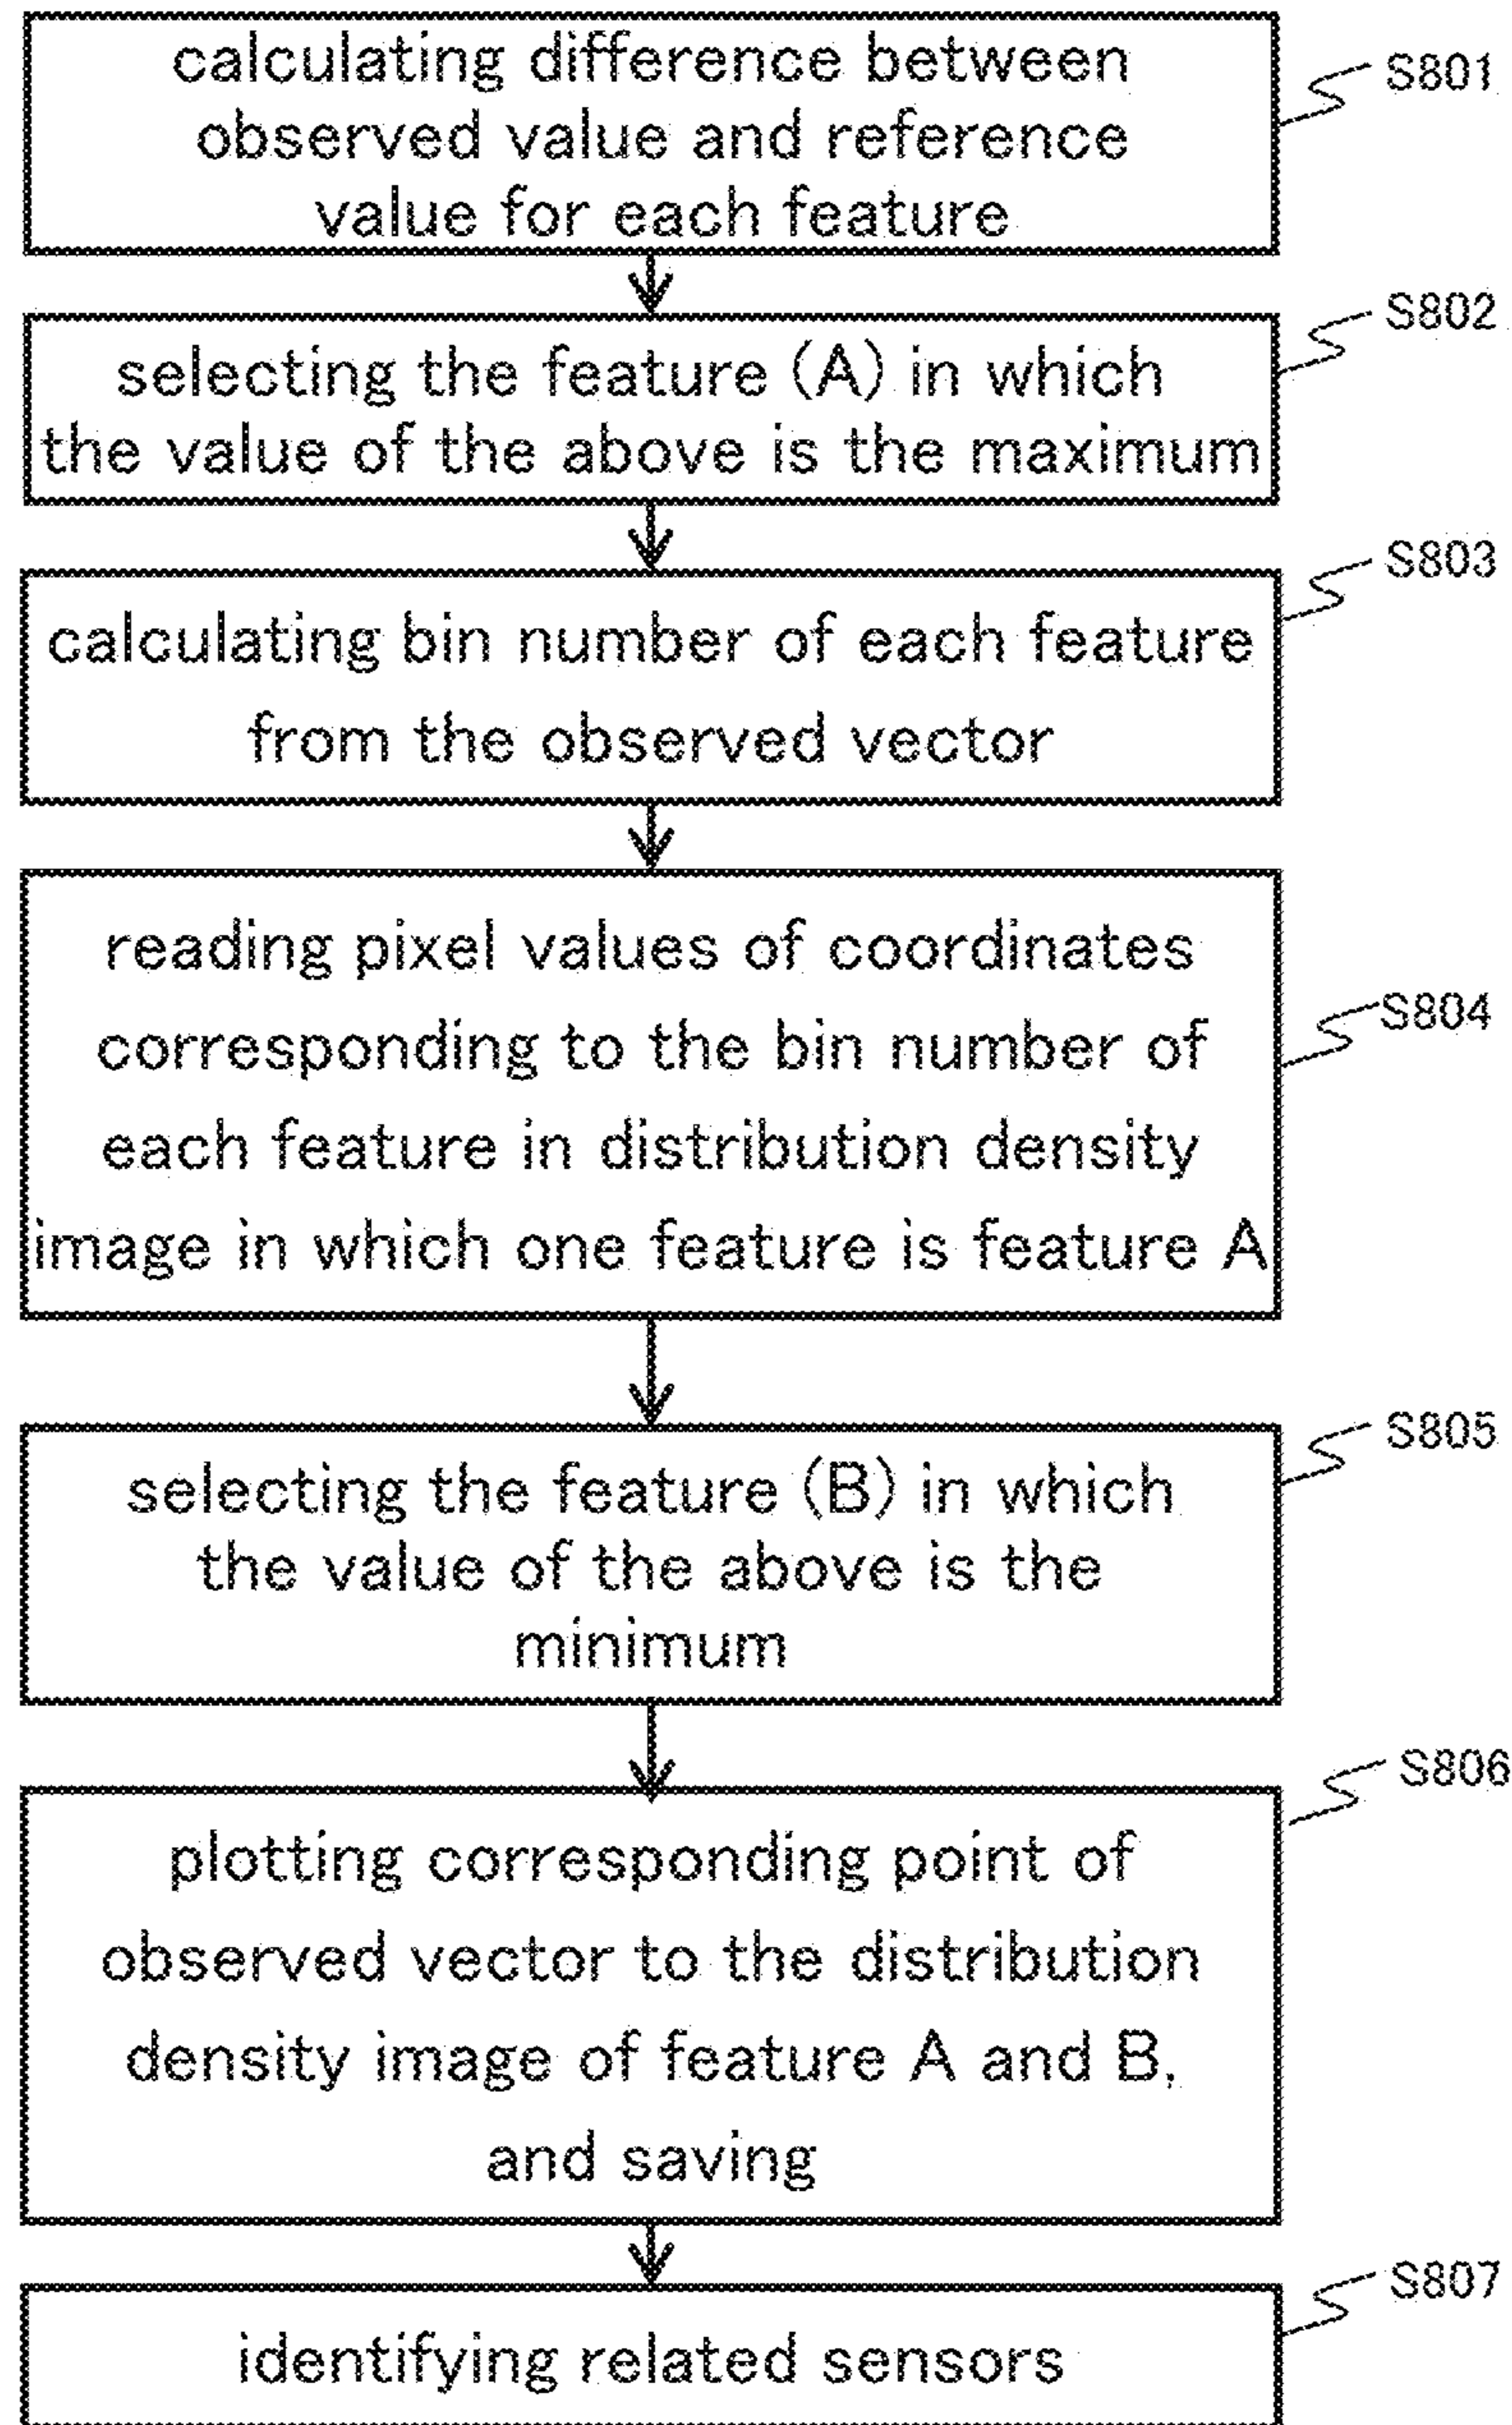 calculating difference between
observed value and reference
value for each feature
S801
selecting the feature (A) in which
the value of the above is the maximum
S802
calculating bin number of each feature
from the observed vector
S803
reading pixel values of coordinates
corresponding to the bin number of
each feature in distribution density
image in which one feature is feature A
S804
selecting the feature (B) in which
the value of the above is the
minimum
S805
plotting corresponding point of
observed vector to the distribution
density image of feature A and B,
and saving
S806
identifying related sensors
S807